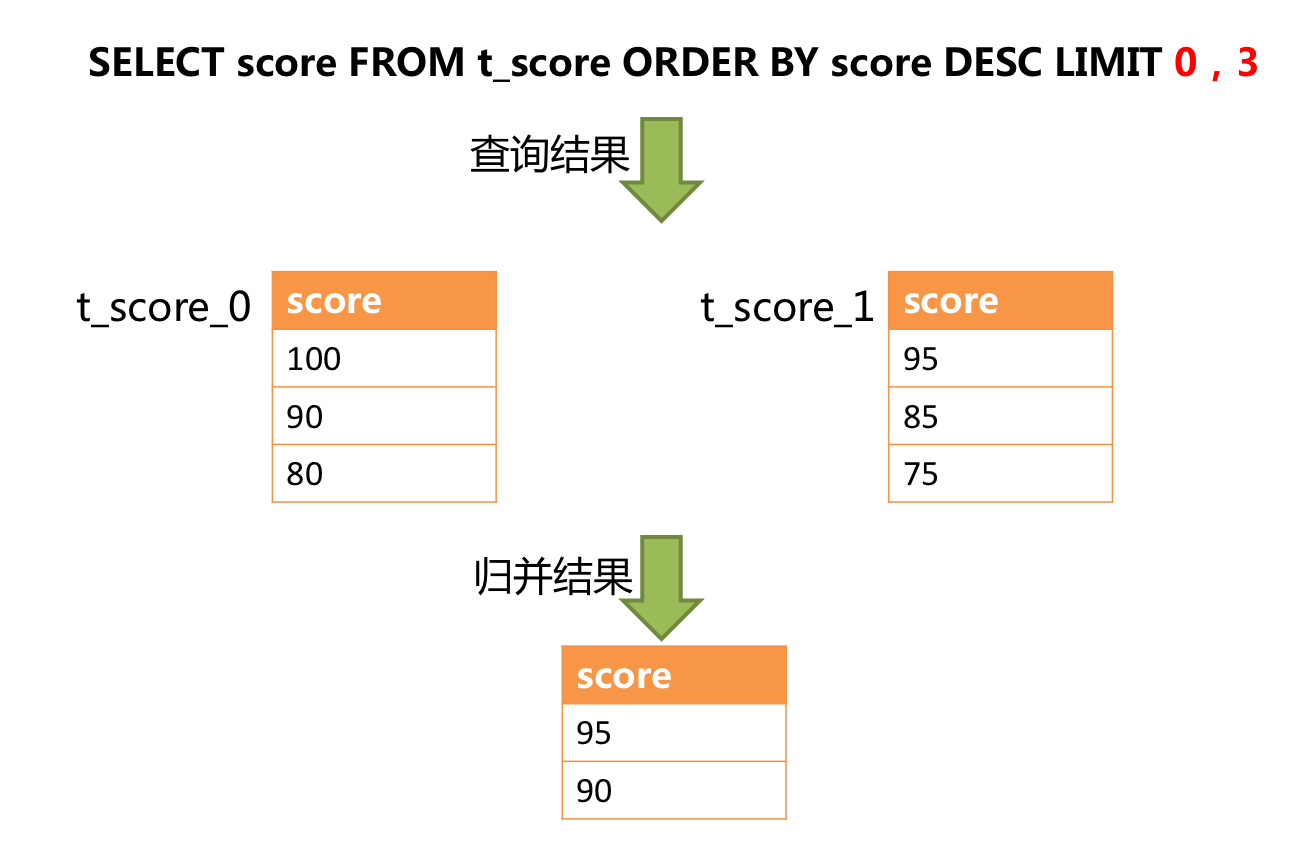 SELECT score FROM t_score ORDER BY score DESC LIMIT 0，3
查询结果
t_score_0
score
100
90
80
t_score_1
score
95
85
75
归并结果
score
95
90